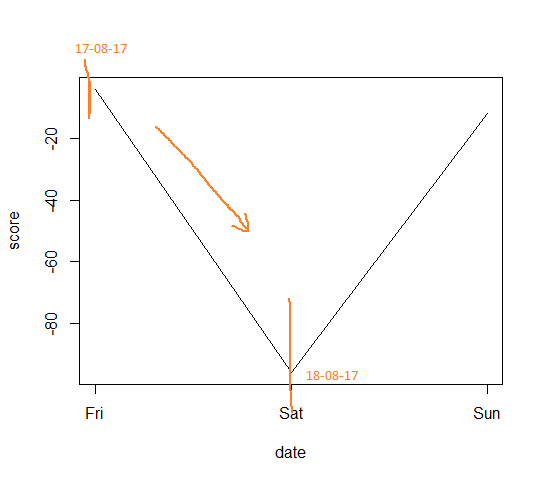 17-08-17
-20
-40
-60
-80
score
18-08-17
Fri
Sat
Sun
date